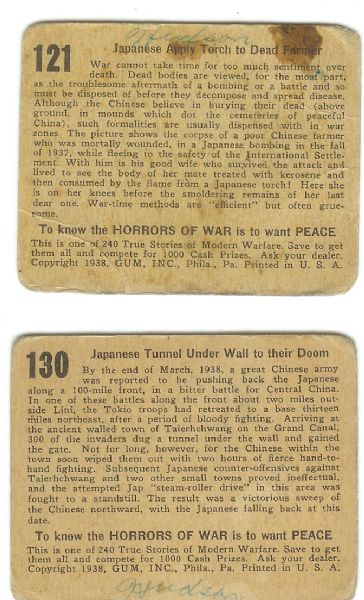 Hudson
121 Japanese Apply Torch to Dead Farmer
War cannot take time for too much sentiment over
death. Dead bodies are viewed, for the most part,
as the troublesome aftermath of a bombing or a battle and so
must be disposed of before they decompose and spread disease.
Although the Chinese believe in burying their dead (above
ground, in mounds which dot the cemeteries of peaceful
China), such formalities are usually dispensed with in war
zones. The picture shows the corpse of a poor Chinese farmer
who was mortally wounded, in a Japanese bombing in the fall
of 1937, while fleeing to the safety of the International Settle-
ment. With him is his good wife who survived the attack and
lived to see the body of her mate treated with kerosene and
then consumed by the flame from a Japanese torch! Here she
is on her knees before the smoldering remains of her last
dear one. War-time methods are "efficient" but often grue-
some.
To know the HORRORS OF WAR is to want PEACE
This is one of 240 True Stories of Modern Warfare. Save to get
them all and compete for 1000 Cash Prizes. Ask your dealer.
Copyright 1938, GUM, INC., Phila., Pa. Printed in U. S. A.
130 Japanese Tunnel Under Wall to their Doom
By the end of March, 1938, a great Chinese army
was reported to be pushing back the Japanese
along a 100-mile front, in a bitter battle for Central China.
In one of these battles along the front about two miles out-
side Lini, the Tokio troops had retreated to a base thirteen
miles northeast, after a period of bloody fighting. Arriving at
the ancient walled town of Taierhchwang on the Grand Canal,
300 of the invaders dug a tunnel under the wall and gained
the gate. Not for long, however, for the Chinese within the
town soon wiped them out with two hours of fierce hand-to-
hand fighting. Subsequent Japanese counter-offensives against
Taierhchwang and two other small towns proved ineffectual,
and the attempted Jap "steam-roller drive" in this area was
fought to a standstill. The result was a victorious sweep of
the Chinese northward, with the Japanese falling back at this
date.
To know the HORRORS OF WAR is to want PEACE
This is one of 240 True Stories of Modern Warfare. Save to get
them all and compete for 1000 Cash Prizes. Ask your dealer.
Copyright 1938, GUM, INC., Phila., Pa. Printed in U. S. A.
Hudson